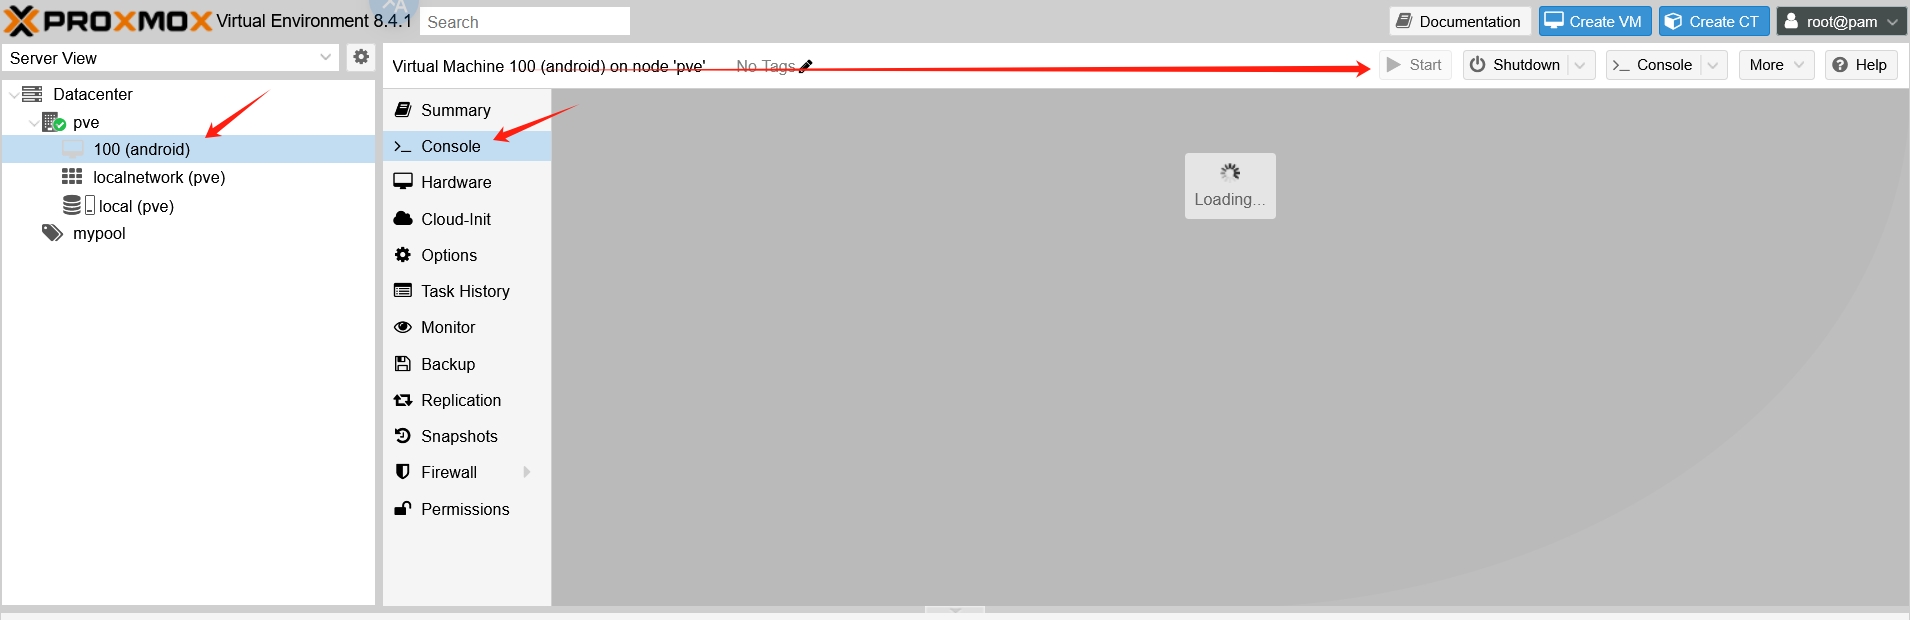 PROXMOX Virtual Environment 8.4.1 Search Documentation Create VM Create CT root@pam
Server View
Virtual Machine 100 (android) on node 'pve' No Tags Start Shutdown >_ Console More Help
Datacenter
pve
100 (android)
localnetwork (pve)
local (pve)
mypool
Summary
>_ Console
Hardware
Cloud-Init
Options
Task History
Monitor
Backup
Replication
Snapshots
Firewall
Permissions
Loading...